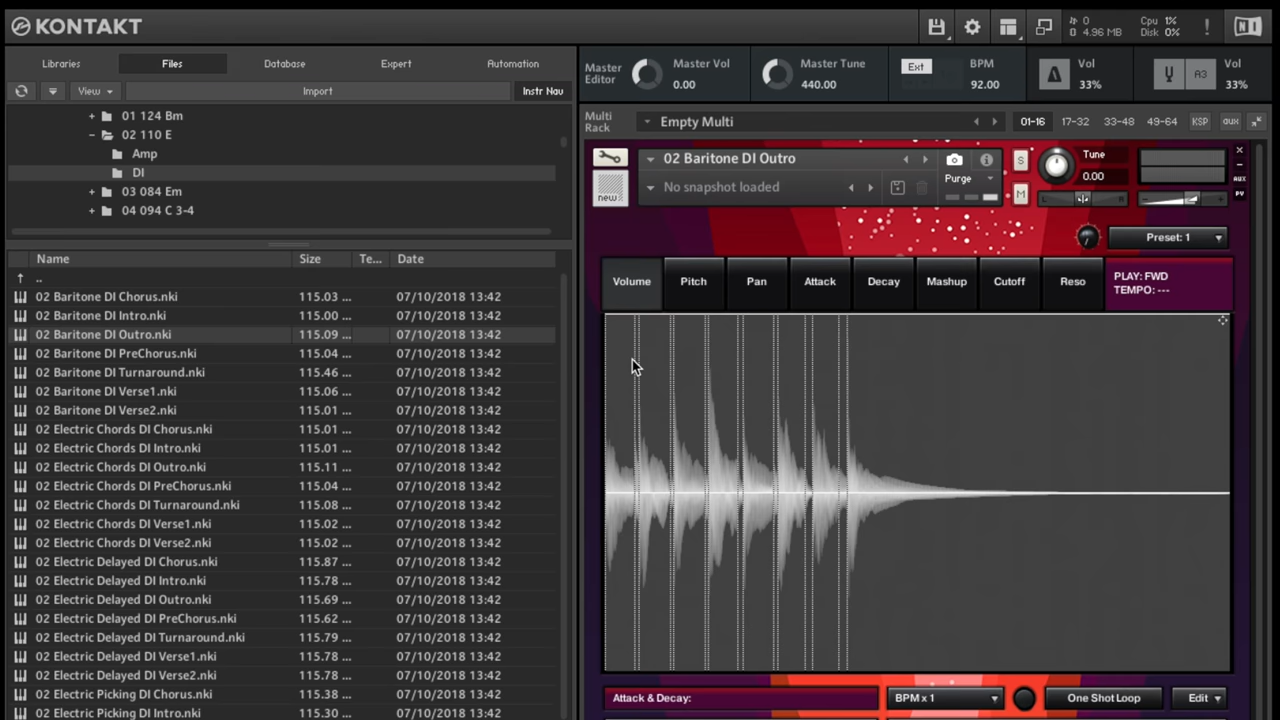 KONTAKT
0
4.96 MB
Cpu 1%
Disk 0%
!
Libraries
Files
Database
Expert
Automation
View
Import
Instr Nav
Master Editor
Master Vol
0.00
Master Tune
440.00
Ext
BPM
92.00
Vol
33%
A3
Vol
33%
Multi Rack
Empty Multi
01-16
17-32
33-48
49-64
KSP
aux
+ 01 124 Bm
− 02 110 E
Amp
DI
+ 03 084 Em
+ 04 094 C 3-4
02 Baritone DI Outro
No snapshot loaded
new
Purge
S
M
Tune
0.00
L
R
AUX
PV
Preset: 1
Name Size Te... Date
..
02 Baritone DI Chorus.nki 115.03 ... 07/10/2018 13:42
02 Baritone DI Intro.nki 115.00 ... 07/10/2018 13:42
02 Baritone DI Outro.nki 115.09 ... 07/10/2018 13:42
02 Baritone DI PreChorus.nki 115.04 ... 07/10/2018 13:42
02 Baritone DI Turnaround.nki 115.46 ... 07/10/2018 13:42
02 Baritone DI Verse1.nki 115.06 ... 07/10/2018 13:42
02 Baritone DI Verse2.nki 115.01 ... 07/10/2018 13:42
02 Electric Chords DI Chorus.nki 115.01 ... 07/10/2018 13:42
02 Electric Chords DI Intro.nki 115.01 ... 07/10/2018 13:42
02 Electric Chords DI Outro.nki 115.11 ... 07/10/2018 13:42
02 Electric Chords DI PreChorus.nki 115.04 ... 07/10/2018 13:42
02 Electric Chords DI Turnaround.nki 115.08 ... 07/10/2018 13:42
02 Electric Chords DI Verse1.nki 115.02 ... 07/10/2018 13:42
02 Electric Chords DI Verse2.nki 115.02 ... 07/10/2018 13:42
02 Electric Delayed DI Chorus.nki 115.87 ... 07/10/2018 13:42
02 Electric Delayed DI Intro.nki 115.78 ... 07/10/2018 13:42
02 Electric Delayed DI Outro.nki 115.69 ... 07/10/2018 13:42
02 Electric Delayed DI PreChorus.nki 115.62 ... 07/10/2018 13:42
02 Electric Delayed DI Turnaround.nki 115.79 ... 07/10/2018 13:42
02 Electric Delayed DI Verse1.nki 115.78 ... 07/10/2018 13:42
02 Electric Delayed DI Verse2.nki 115.78 ... 07/10/2018 13:42
02 Electric Picking DI Chorus.nki 115.38 ... 07/10/2018 13:42
02 Electric Picking DI Intro.nki 115.30 ... 07/10/2018 13:42
Volume
Pitch
Pan
Attack
Decay
Mashup
Cutoff
Reso
PLAY: FWD
TEMPO: ---
Attack & Decay:
BPM x 1
One Shot Loop
Edit